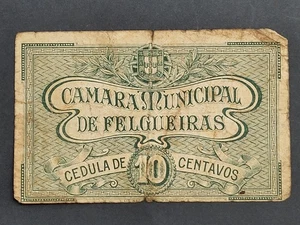 CAMARA MUNICIPAL
DE FELGUEIRAS
CEDULA DE 10 CENTAVOS